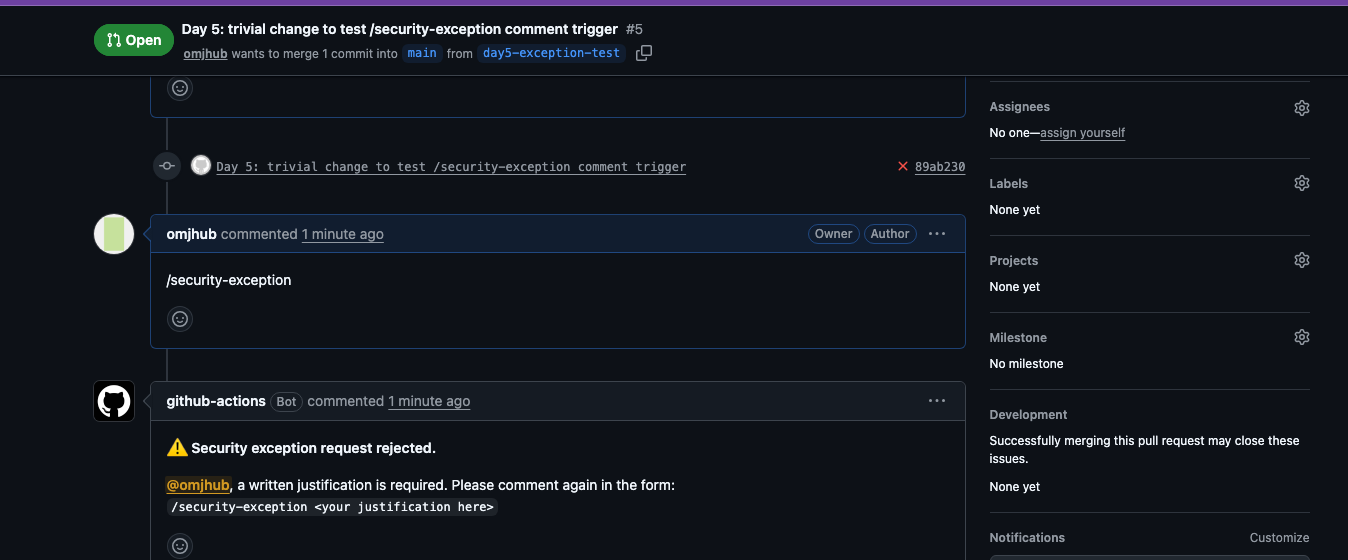 Open
Day 5: trivial change to test /security-exception comment trigger #5
omjhub wants to merge 1 commit into main from day5-exception-test
Day 5: trivial change to test /security-exception comment trigger 89ab230
omjhub commented 1 minute ago Owner Author
/security-exception
github-actions Bot commented 1 minute ago
Security exception request rejected.
@omjhub, a written justification is required. Please comment again in the form:
/security-exception <your justification here>
Assignees
No one—assign yourself
Labels
None yet
Projects
None yet
Milestone
No milestone
Development
Successfully merging this pull request may close these
issues.
None yet
Notifications Customize